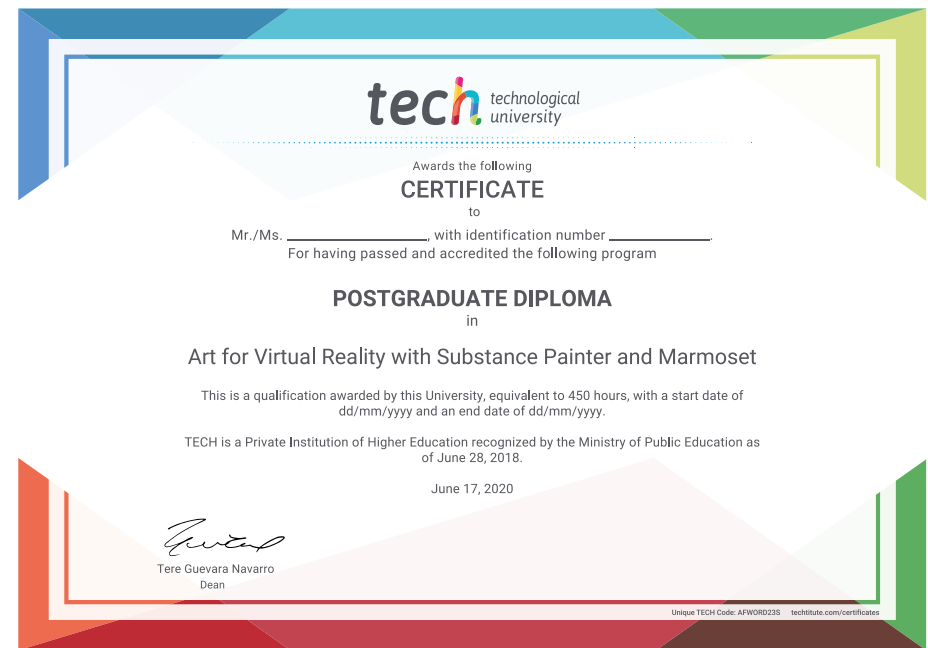 tech technological
university
Awards the following
CERTIFICATE
to
Mr./Ms. ____________, with identification number ____________.
For having passed and accredited the following program
POSTGRADUATE DIPLOMA
in
Art for Virtual Reality with Substance Painter and Marmoset
This is a qualification awarded by this University, equivalent to 450 hours, with a start date of
dd/mm/yyyy and an end date of dd/mm/yyyy.
TECH is a Private Institution of Higher Education recognized by the Ministry of Public Education as
of June 28, 2018.
June 17, 2020
Tere Guevara Navarro
Dean
Unique TECH Code: AFWORD23S techtitute.com/certificates